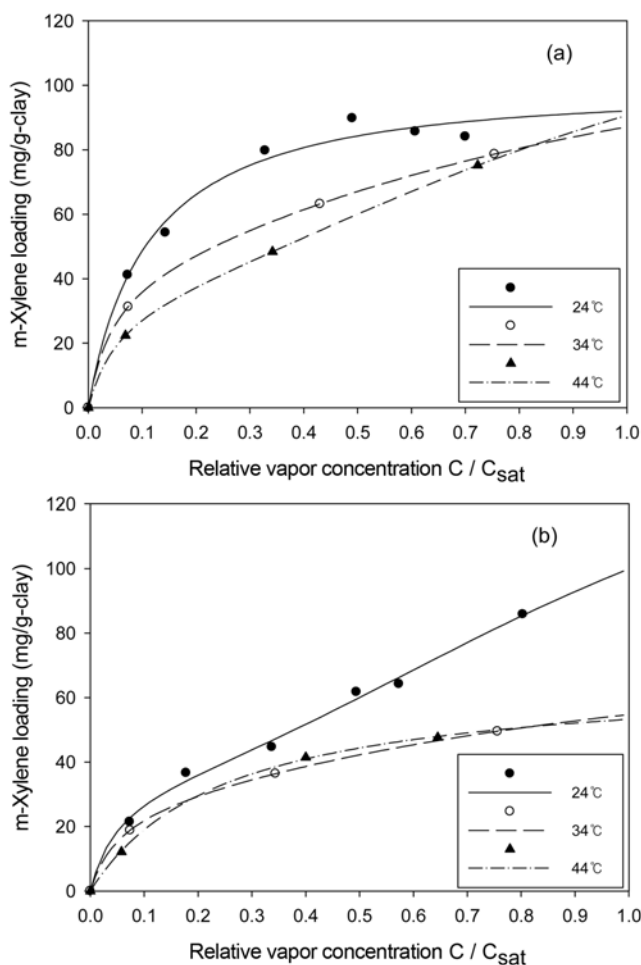 120
(a)
100
80
60
40
20
0
m-Xylene loading (mg/g-clay)
24℃
34℃
44℃
0.0 0.1 0.2 0.3 0.4 0.5 0.6 0.7 0.8 0.9 1.0
Relative vapor concentration C / Csat
120
(b)
100
80
60
40
20
0
m-Xylene loading (mg/g-clay)
24℃
34℃
44℃
0.0 0.1 0.2 0.3 0.4 0.5 0.6 0.7 0.8 0.9 1.0
Relative vapor concentration C / Csat